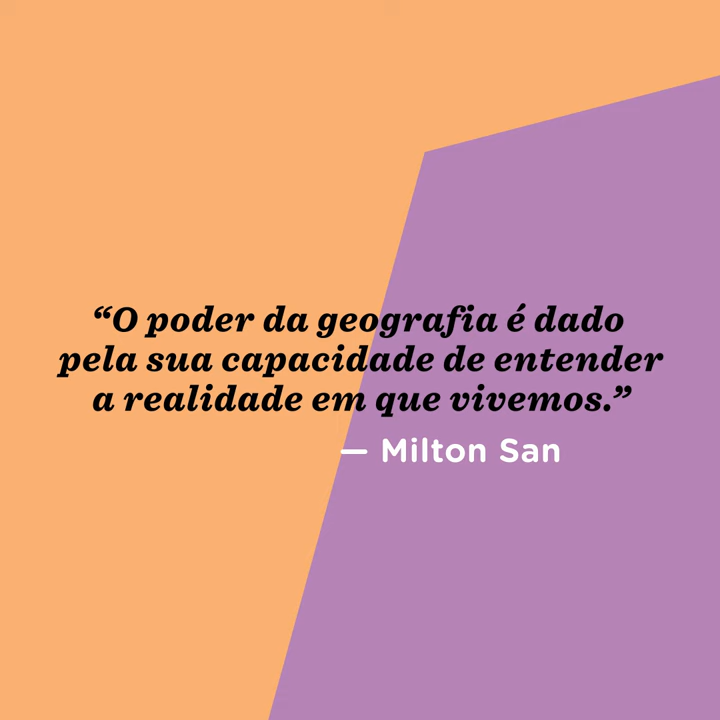 “O poder da geografia é dado
pela sua capacidade de entender
a realidade em que vivemos.”
— Milton San